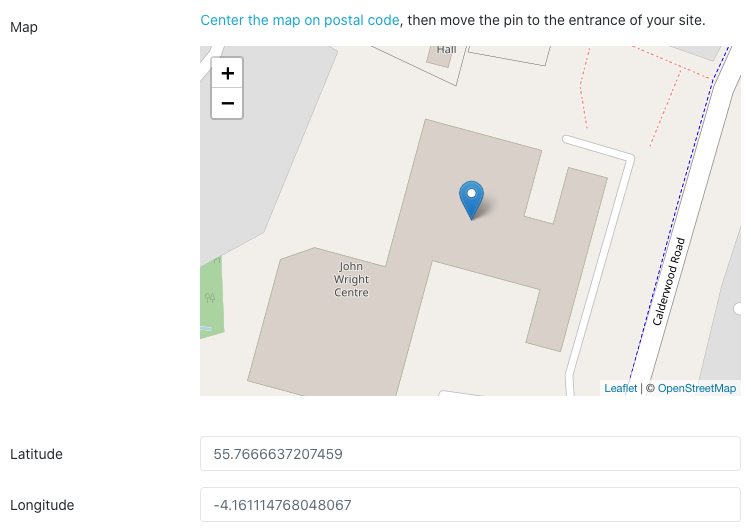 Map
Center the map on postal code, then move the pin to the entrance of your site.
+
−
Hall
John
Wright
Centre
Calderwood Road
Leaflet | © OpenStreetMap
Latitude
55.7666637207459
Longitude
-4.161114768048067